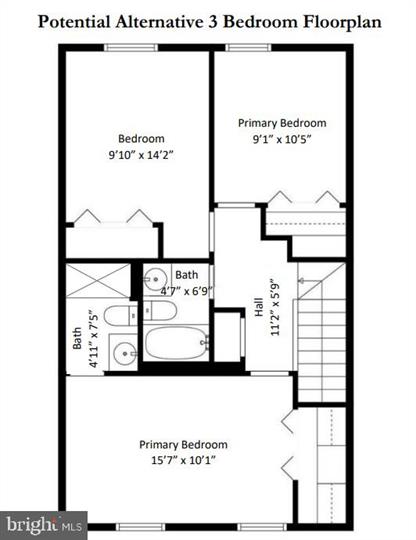 Potential Alternative 3 Bedroom Floorplan
Bedroom
9'10" x 14'2"
Primary Bedroom
9'1" x 10'5"
Bath
4'7" x 6'9"
Bath
4'11" x 7'5"
Hall
11'2" x 5'9"
Primary Bedroom
15'7" x 10'1"
bright MLS